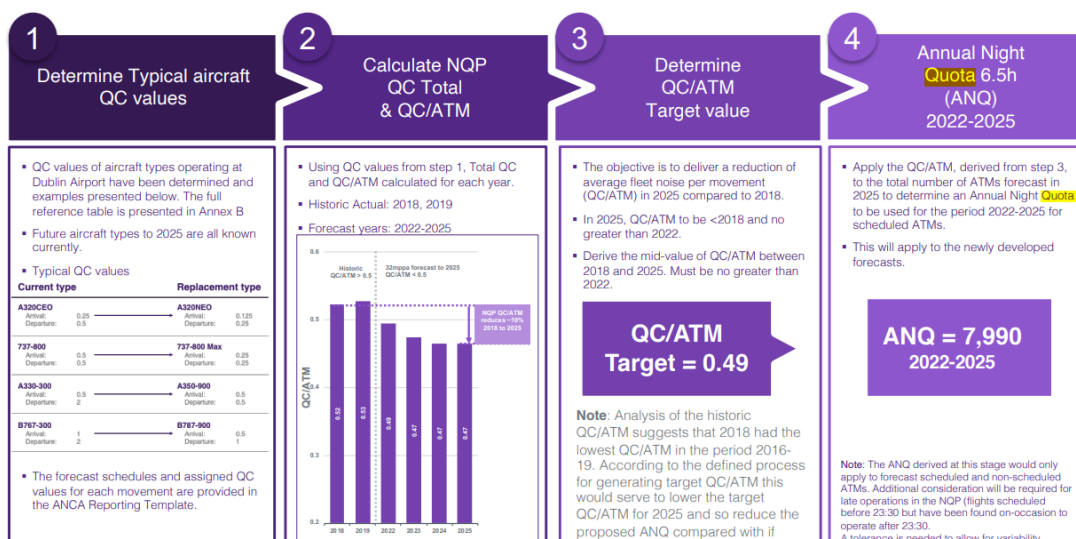 1
Determine Typical aircraft
QC values
2
Calculate NQP
QC Total
& QC/ATM
3
Determine
QC/ATM
Target value
4
Annual Night
Quota 6.5h
(ANQ)
2022-2025
▪ QC values of aircraft types operating at
Dublin Airport have been determined and
examples presented below. The full
reference table is presented in Annex B
▪ Future aircraft types to 2025 are all known
currently.
▪ Typical QC values
Current type Replacement type
A320CEO A320NEO
Arrival: 0.25 Arrival: 0.125
Departure: 0.5 Departure: 0.25
737-800 737-800 Max
Arrival: 0.5 Arrival: 0.25
Departure: 0.5 Departure: 0.25
A330-300 A350-900
Arrival: 0.5 Arrival: 0.5
Departure: 2 Departure: 0.5
B767-300 B787-900
Arrival: 1 Arrival: 0.5
Departure: 2 Departure: 1
▪ The forecast schedules and assigned QC
values for each movement are provided in
the ANCA Reporting Template.
▪ Using QC values from step 1, Total QC
and QC/ATM calculated for each year.
▪ Historic Actual: 2018, 2019
▪ Forecast years: 2022-2025
0.6
Historic
QC/ATM > 0.5
32mppa forecast to 2025
QC/ATM < 0.5
NQP QC/ATM
reduces ~10%
2018 to 2025
0.5
QC/ATM
0.4
0.3
0.2
0.52
0.53
0.49
0.47
0.47
0.47
2018 2019 2022 2023 2024 2025
▪ The objective is to deliver a reduction of
average fleet noise per movement
(QC/ATM) in 2025 compared to 2018.
▪ In 2025, QC/ATM to be <2018 and no
greater than 2022.
▪ Derive the mid-value of QC/ATM between
2018 and 2025. Must be no greater than
2022.
QC/ATM
Target = 0.49
Note: Analysis of the historic
QC/ATM suggests that 2018 had the
lowest QC/ATM in the period 2016-
19. According to the defined process
for generating target QC/ATM this
would serve to lower the target
QC/ATM for 2025 and so reduce the
proposed ANQ compared with if
▪ Apply the QC/ATM, derived from step 3,
to the total number of ATMs forecast in
2025 to determine an Annual Night Quota
to be used for the period 2022-2025 for
scheduled ATMs.
▪ This will apply to the newly developed
forecasts.
ANQ = 7,990
2022-2025
Note: The ANQ derived at this stage would only
apply to forecast scheduled and non-scheduled
ATMs. Additional consideration will be required for
late operations in the NQP (flights scheduled
before 23:30 but have been found on-occasion to
operate after 23:30.
A tolerance is needed to allow for variability